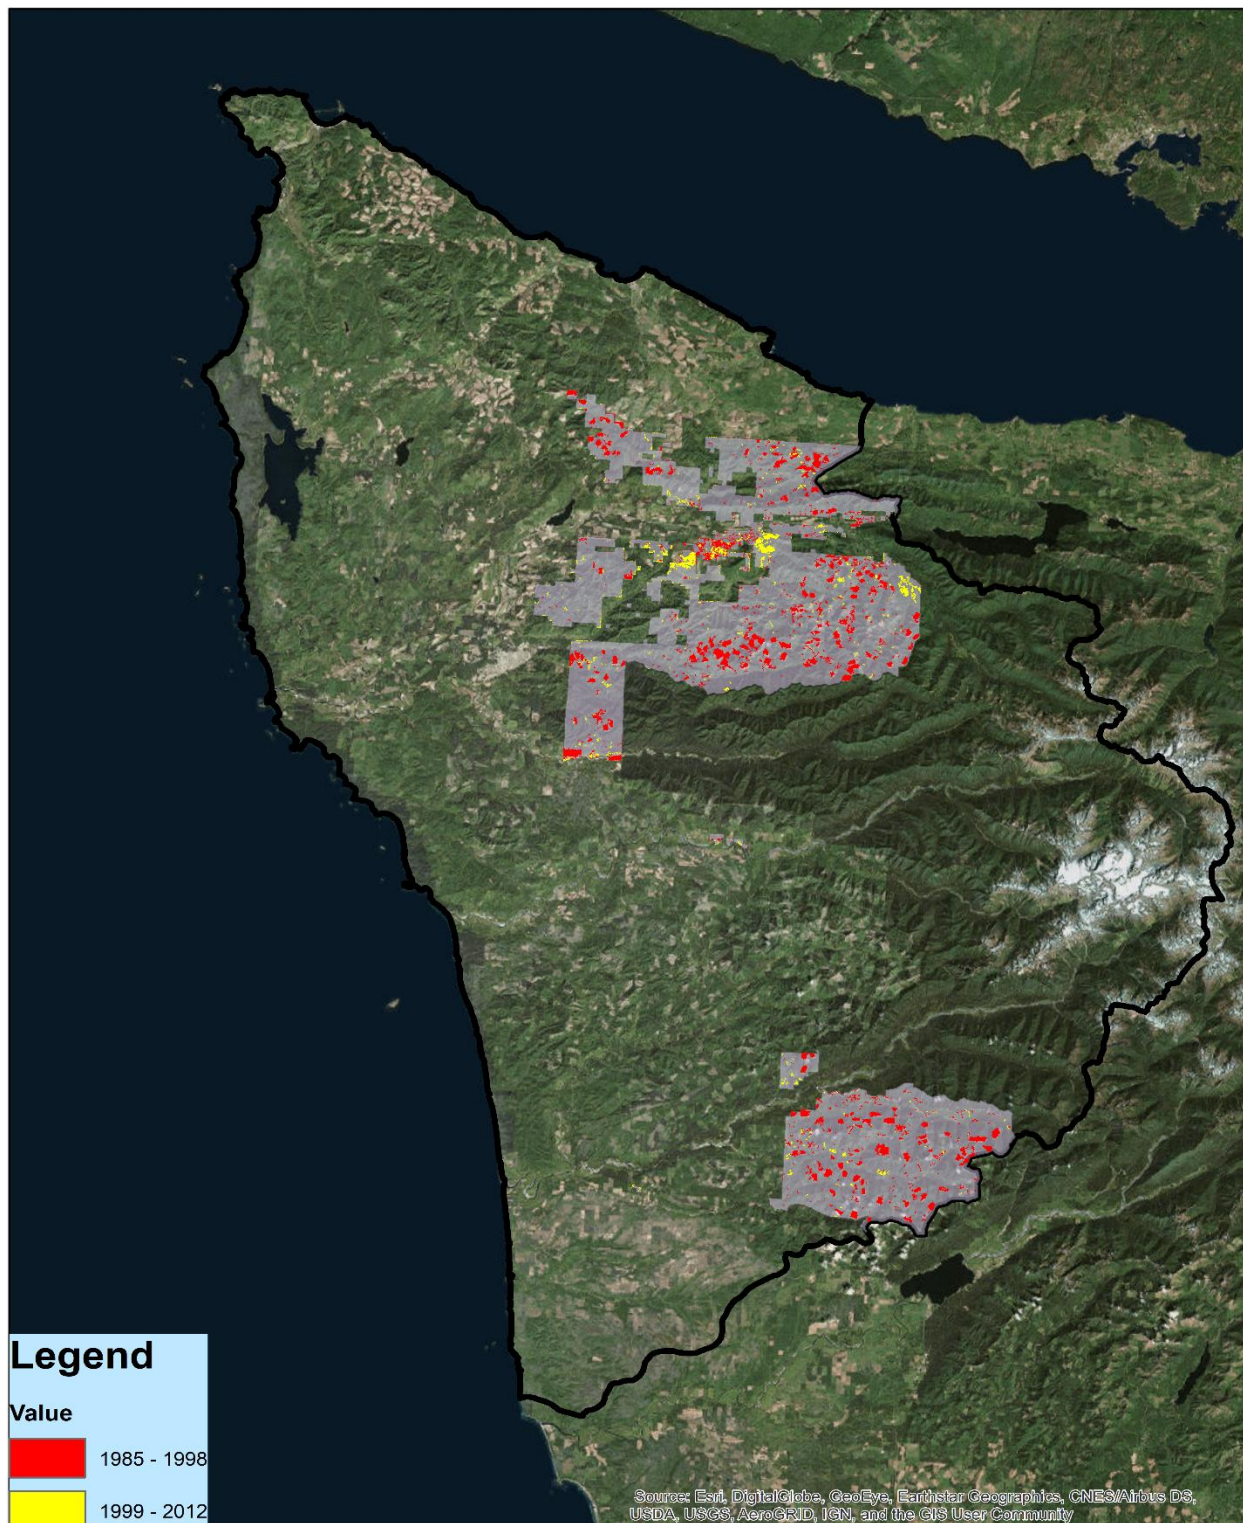 Legend
Value
1985 - 1998
1999 - 2012
Source: Esri, DigitalGlobe, GeoEye, Earthstar Geographics, CNES/Airbus DS,
USDA, USGS, AeroGRID, IGN, and the GIS User Community